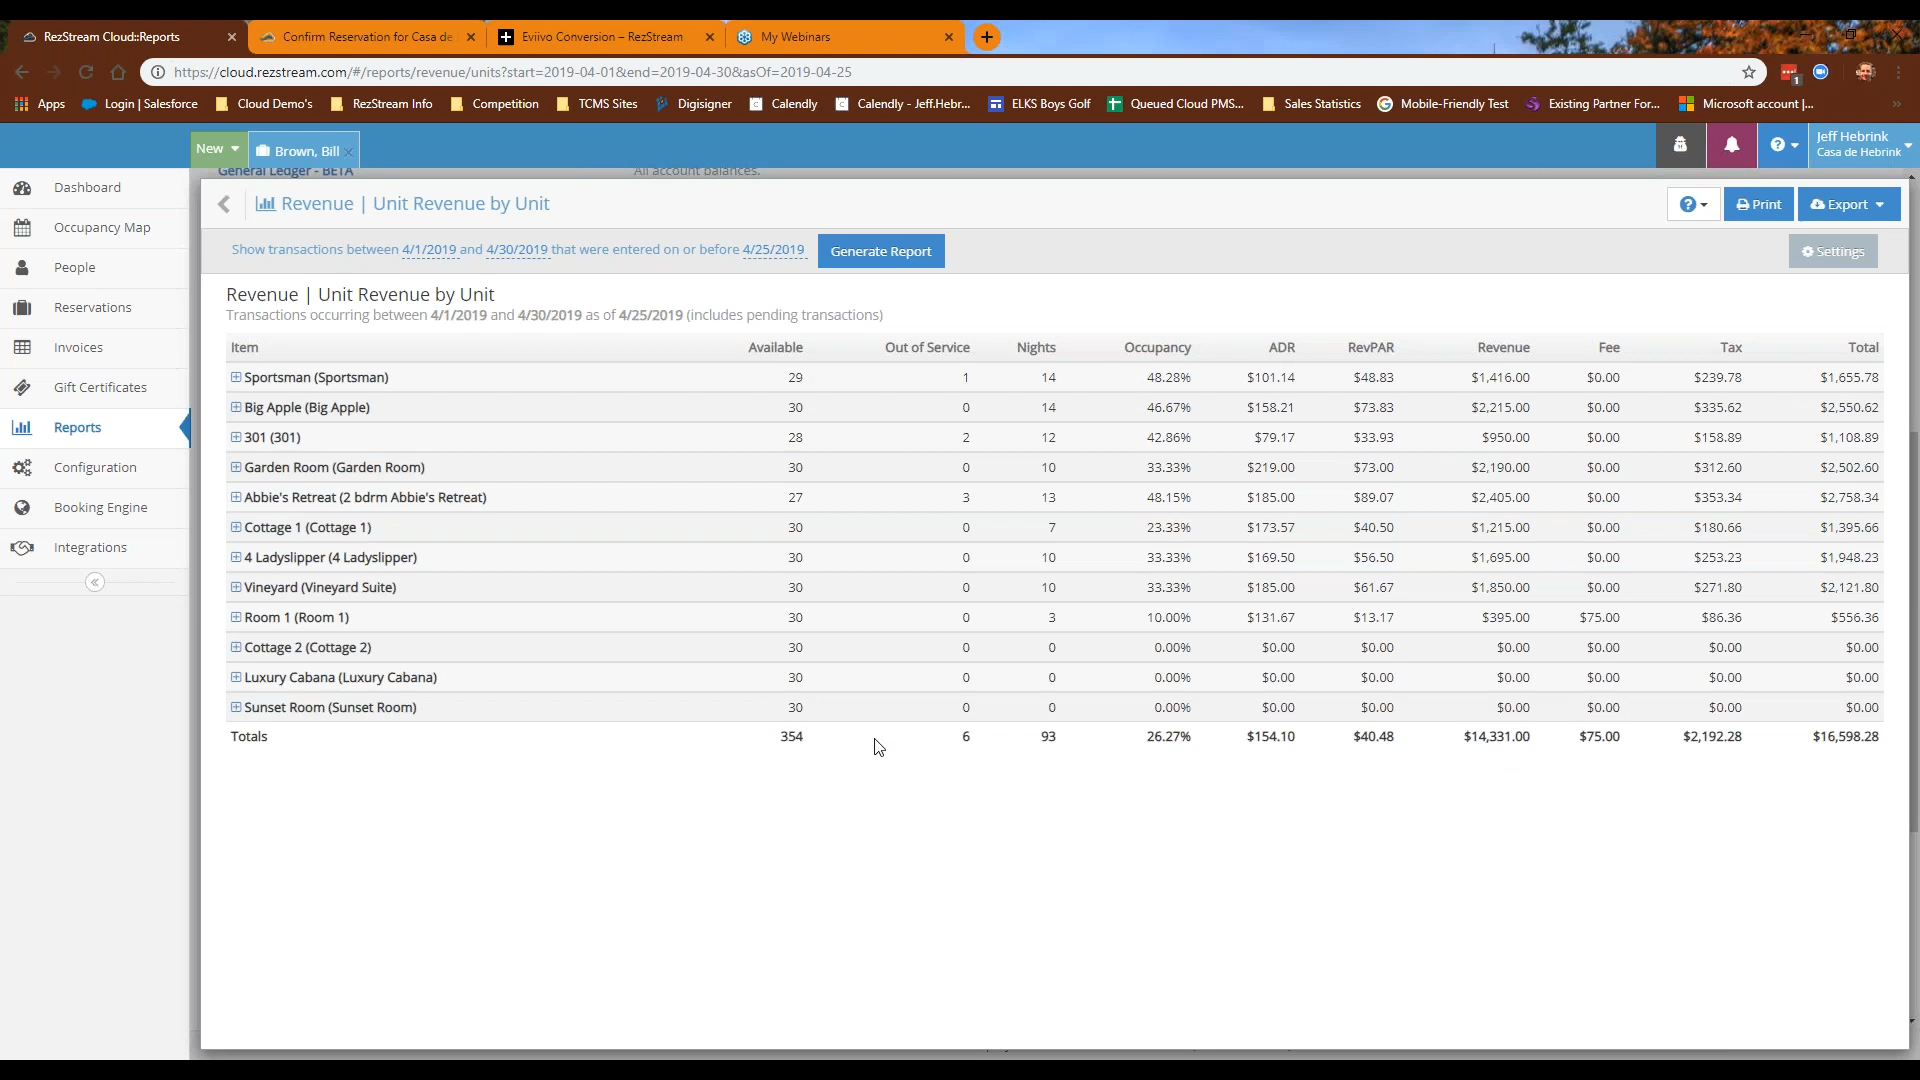 RezStream Cloud::Reports
Confirm Reservation for Casa de
Eviivo Conversion – RezStream
My Webinars
https://cloud.rezstream.com/#/reports/revenue/units?start=2019-04-01&end=2019-04-30&asOf=2019-04-25
1
Apps Login | Salesforce Cloud Demo's RezStream Info Competition TCMS Sites Digisigner Calendly Calendly - Jeff.Hebr... ELKS Boys Golf Queued Cloud PMS... Sales Statistics Mobile-Friendly Test Existing Partner For... Microsoft account |... »
New Brown, Bill
Jeff Hebrink
Casa de Hebrink
General Ledger - BETA All account balances.
Dashboard
Occupancy Map
People
Reservations
Invoices
Gift Certificates
Reports
Configuration
Booking Engine
Integrations
Revenue | Unit Revenue by Unit
Print
Export
Show transactions between 4/1/2019 and 4/30/2019 that were entered on or before 4/25/2019 Generate Report Settings
Revenue | Unit Revenue by Unit
Transactions occurring between 4/1/2019 and 4/30/2019 as of 4/25/2019 (includes pending transactions)
Item Available Out of Service Nights Occupancy ADR RevPAR Revenue Fee Tax Total
Sportsman (Sportsman) 29 1 14 48.28% $101.14 $48.83 $1,416.00 $0.00 $239.78 $1,655.78
Big Apple (Big Apple) 30 0 14 46.67% $158.21 $73.83 $2,215.00 $0.00 $335.62 $2,550.62
301 (301) 28 2 12 42.86% $79.17 $33.93 $950.00 $0.00 $158.89 $1,108.89
Garden Room (Garden Room) 30 0 10 33.33% $219.00 $73.00 $2,190.00 $0.00 $312.60 $2,502.60
Abbie's Retreat (2 bdrm Abbie's Retreat) 27 3 13 48.15% $185.00 $89.07 $2,405.00 $0.00 $353.34 $2,758.34
Cottage 1 (Cottage 1) 30 0 7 23.33% $173.57 $40.50 $1,215.00 $0.00 $180.66 $1,395.66
4 Ladyslipper (4 Ladyslipper) 30 0 10 33.33% $169.50 $56.50 $1,695.00 $0.00 $253.23 $1,948.23
Vineyard (Vineyard Suite) 30 0 10 33.33% $185.00 $61.67 $1,850.00 $0.00 $271.80 $2,121.80
Room 1 (Room 1) 30 0 3 10.00% $131.67 $13.17 $395.00 $75.00 $86.36 $556.36
Cottage 2 (Cottage 2) 30 0 0 0.00% $0.00 $0.00 $0.00 $0.00 $0.00 $0.00
Luxury Cabana (Luxury Cabana) 30 0 0 0.00% $0.00 $0.00 $0.00 $0.00 $0.00 $0.00
Sunset Room (Sunset Room) 30 0 0 0.00% $0.00 $0.00 $0.00 $0.00 $0.00 $0.00
Totals 354 6 93 26.27% $154.10 $40.48 $14,331.00 $75.00 $2,192.28 $16,598.28